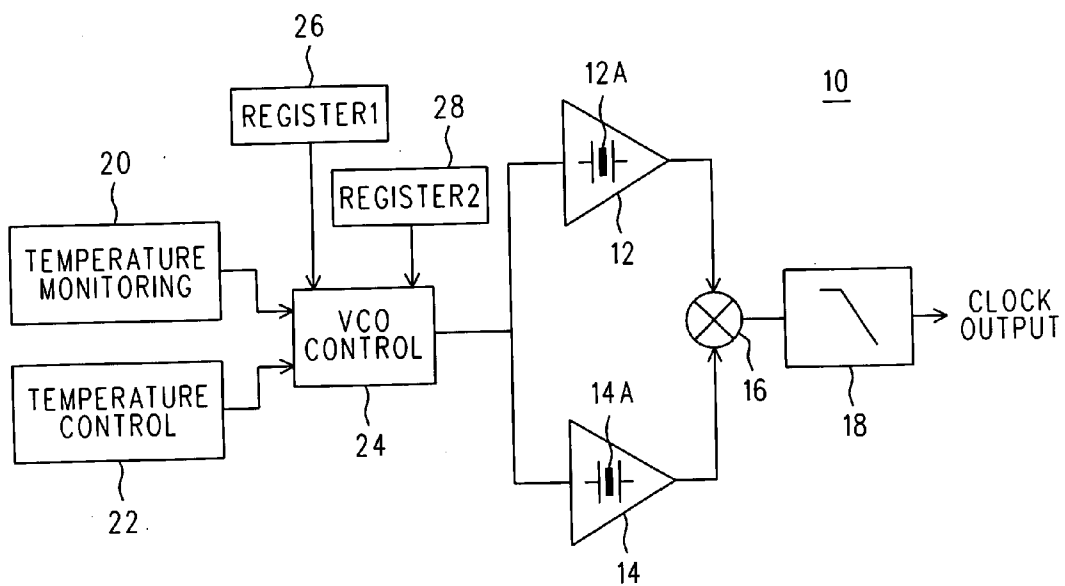 26
REGISTER1
28
REGISTER2
20
TEMPERATURE
MONITORING
TEMPERATURE
CONTROL
22
VCO
CONTROL
24
12A
12
10
14A
14
16
18
CLOCK
OUTPUT